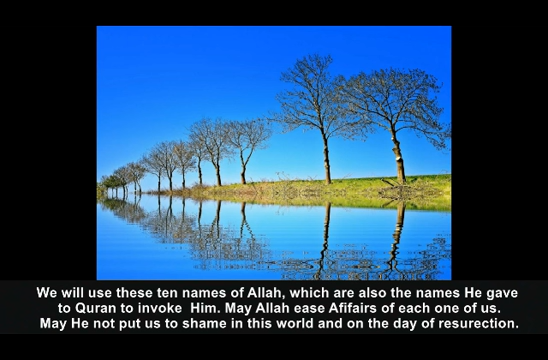 We will use these ten names of Allah, which are also the names He gave
to Quran to invoke Him. May Allah ease Afifairs of each one of us.
May He not put us to shame in this world and on the day of resurection.